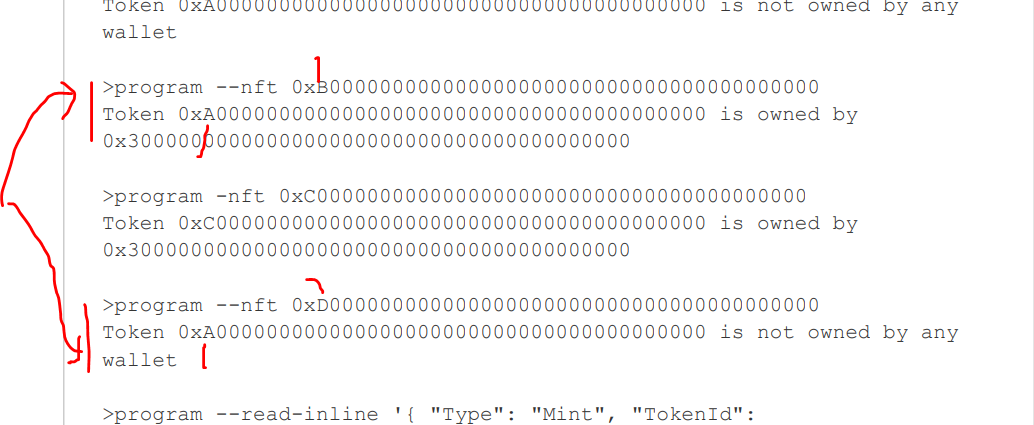 Token 0xA000000000000000000000000000000000000000 is not owned by any
wallet
>program --nft 0xB000000000000000000000000000000000000000
Token 0xA000000000000000000000000000000000000000 is owned by
0x3000000000000000000000000000000000000000
>program -nft 0xC000000000000000000000000000000000000000
Token 0xC000000000000000000000000000000000000000 is owned by
0x3000000000000000000000000000000000000000
>program --nft 0xD000000000000000000000000000000000000000
Token 0xA000000000000000000000000000000000000000 is not owned by any
wallet
>program --read-inline '{ "Type": "Mint", "TokenId":